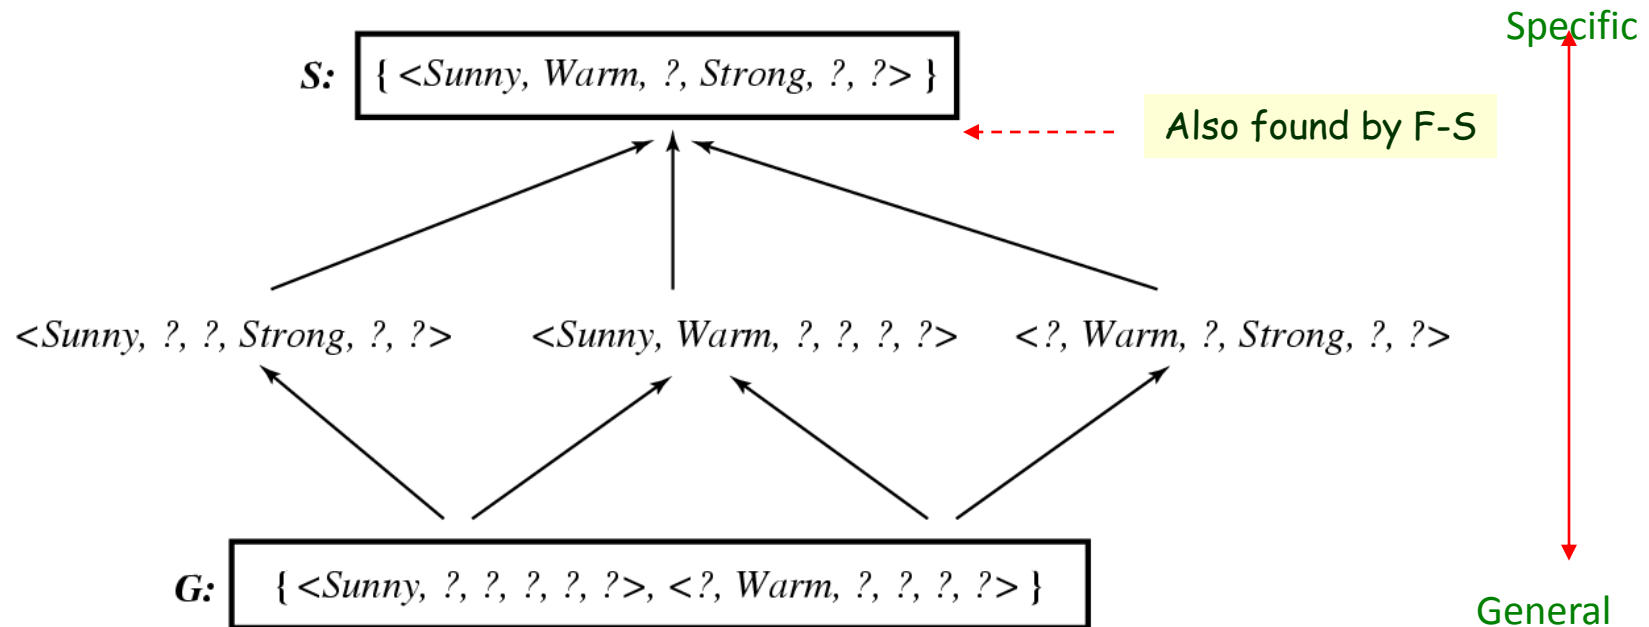 Specific
S: { <Sunny, Warm, ?, Strong, ?, ?> }
Also found by F-S
<Sunny, ?, ?, Strong, ?, ?> <Sunny, Warm, ?, ?, ?, ?> <?, Warm, ?, Strong, ?, ?>
G: { <Sunny, ?, ?, ?, ?, ?>, <?, Warm, ?, ?, ?, ?> }
General